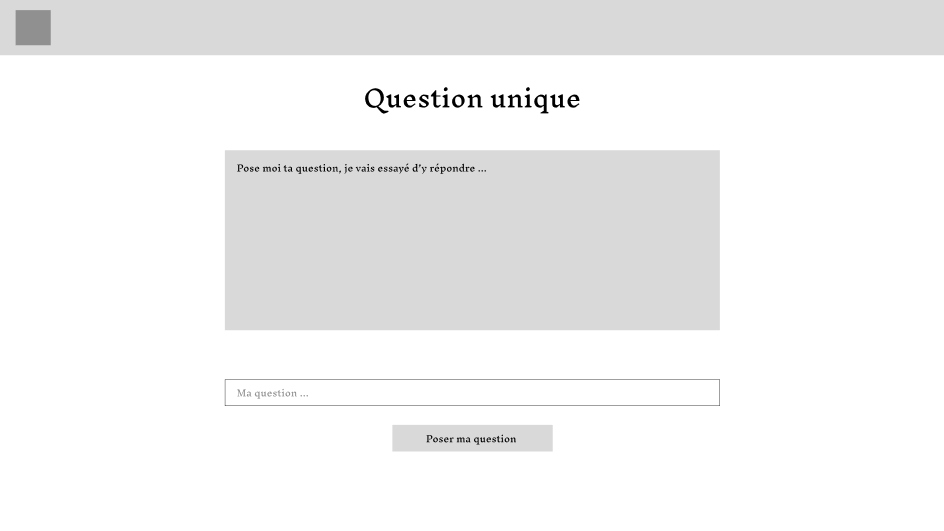 Question unique
Pose moi ta question, je vais essayé d'y répondre ...
Ma question ...
Poser ma question